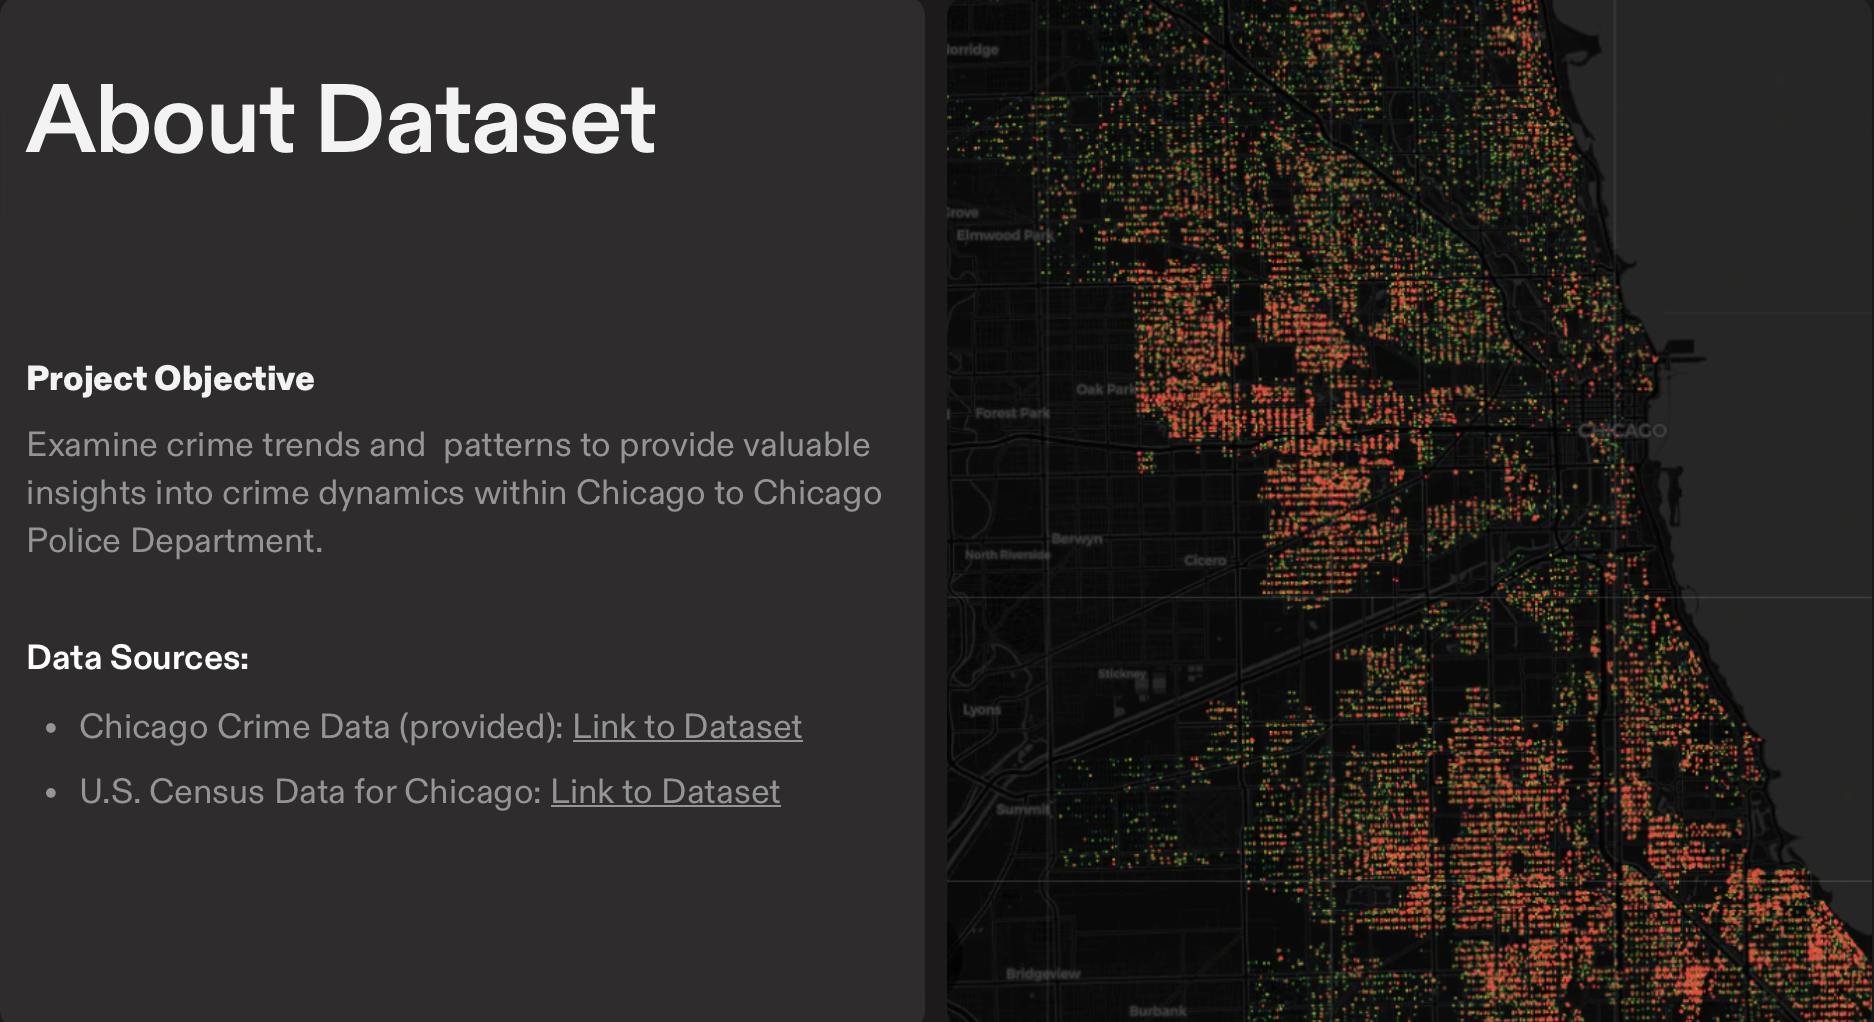 About Dataset
Project Objective
Examine crime trends and  patterns to provide valuable
insights into crime dynamics within Chicago to Chicago
Police Department.
Data Sources:
• Chicago Crime Data (provided): Link to Dataset
• U.S. Census Data for Chicago: Link to Dataset
Elmwood Park
Oak Park
Forest Park
CHICAGO
Berwyn
North Riverside
Cicero
Stickney
Lyons
Summit
Bridgeview
Burbank